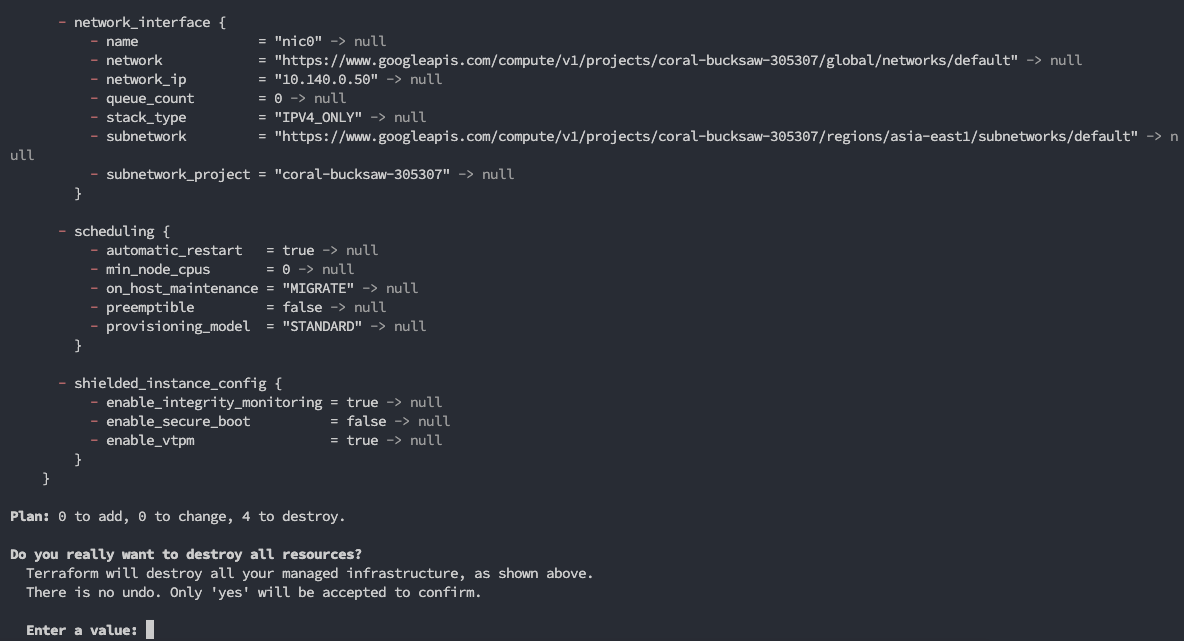 - network_interface {
- name = "nic0" -> null
- network = "https://www.googleapis.com/compute/v1/projects/coral-bucksaw-305307/global/networks/default" -> null
- network_ip = "10.140.0.50" -> null
- queue_count = 0 -> null
- stack_type = "IPV4_ONLY" -> null
- subnetwork = "https://www.googleapis.com/compute/v1/projects/coral-bucksaw-305307/regions/asia-east1/subnetworks/default" -> n
ull
- subnetwork_project = "coral-bucksaw-305307" -> null
}
- scheduling {
- automatic_restart = true -> null
- min_node_cpus = 0 -> null
- on_host_maintenance = "MIGRATE" -> null
- preemptible = false -> null
- provisioning_model = "STANDARD" -> null
}
- shielded_instance_config {
- enable_integrity_monitoring = true -> null
- enable_secure_boot = false -> null
- enable_vtpm = true -> null
}
}
Plan: 0 to add, 0 to change, 4 to destroy.
Do you really want to destroy all resources?
Terraform will destroy all your managed infrastructure, as shown above.
There is no undo. Only 'yes' will be accepted to confirm.
Enter a value: